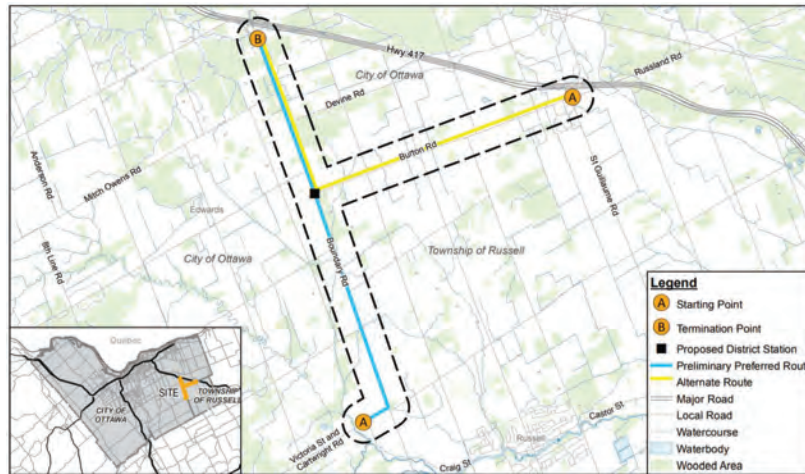 B
Hwy 417
City of Ottawa
Russland Rd
A
Devine Rd
Burton Rd
St Guillaume Rd
Anderson Rd
Mitch Owens Rd
Edwards
8th Line Rd
City of Ottawa
Boundary Rd
Township of Russell
A
Victoria St and
Cartwright Rd
Craig St
Castor St
Russell
Québec
SITE
CITY OF
OTTAWA
TOWNSHIP
OF RUSSELL
Legend
A Starting Point
B Termination Point
Proposed District Station
Preliminary Preferred Rout
Alternate Route
Major Road
Local Road
Watercourse
Waterbody
Wooded Area